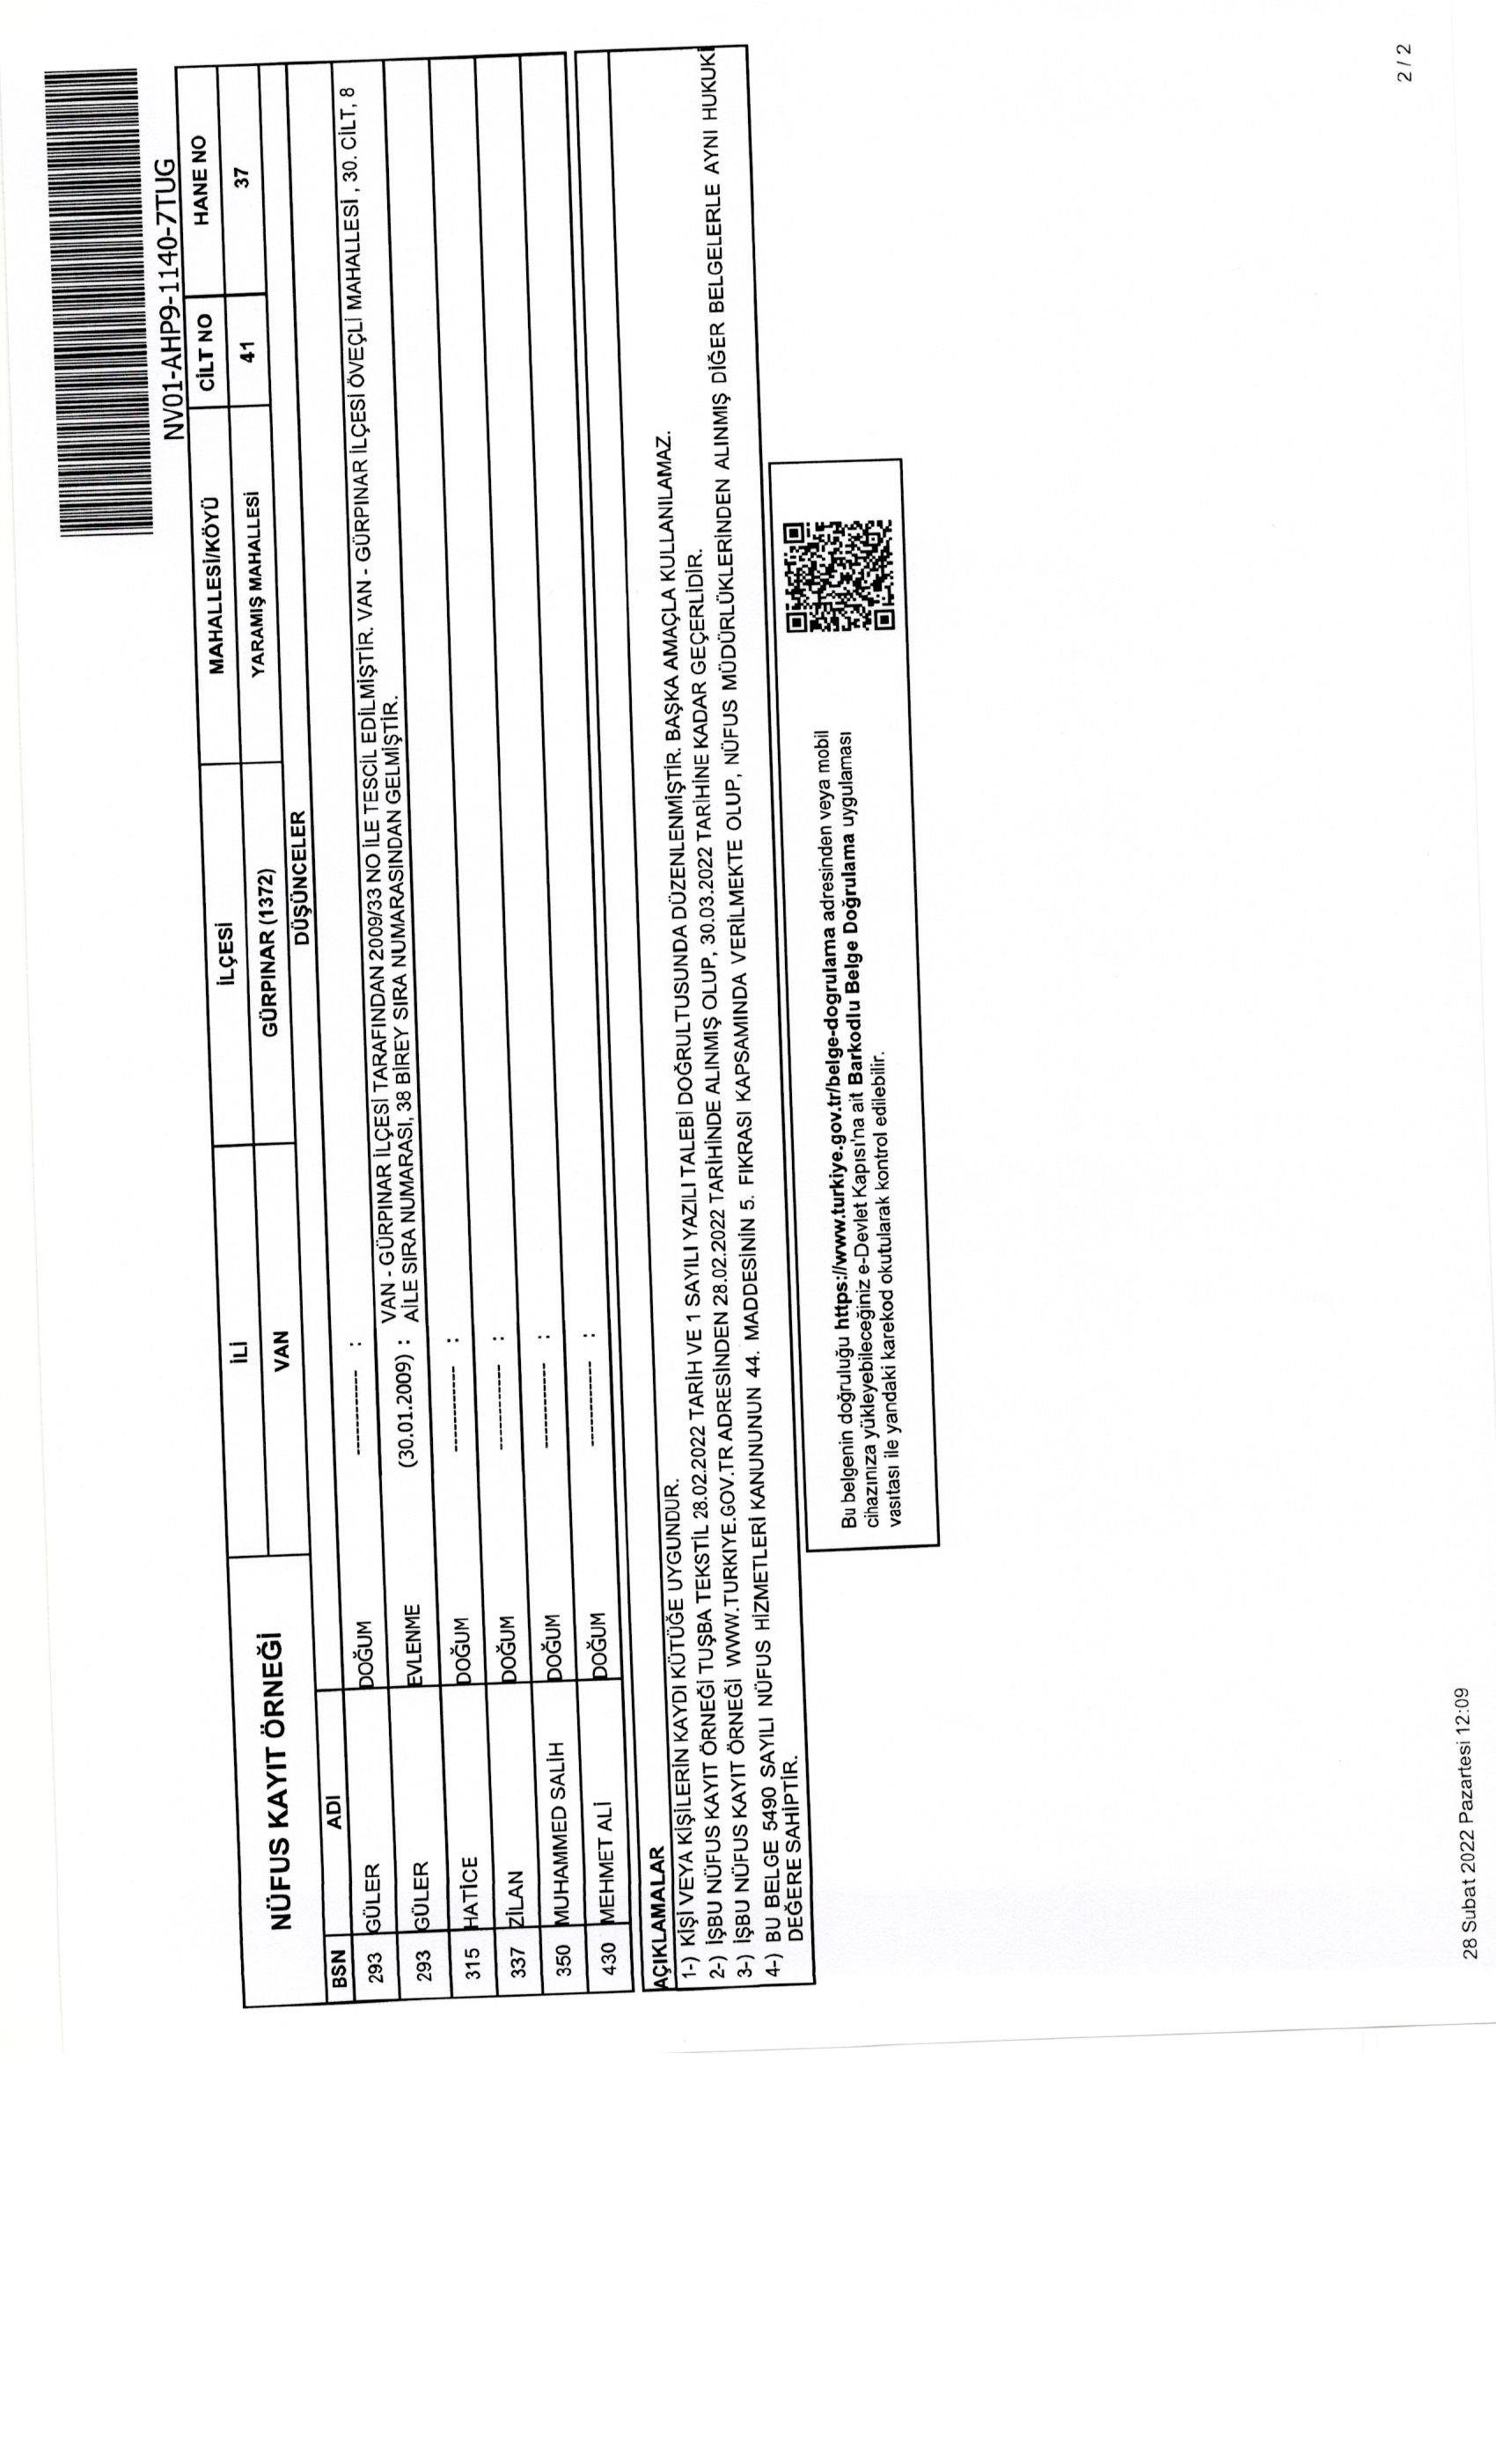 NV01-AHP9-1140-7TUG
NÜFUS KAYIT ÖRNEĞİ
İLİ İLÇESİ MAHALLESİ/KÖYÜ CİLT NO HANE NO
VAN GÜRPINAR (1372) YARAMIŞ MAHALLESİ 41 37
BSN ADI DÜŞÜNCELER
293 GÜLER DOĞUM ------------ :
293 GÜLER EVLENME (30.01.2009) : VAN - GÜRPINAR İLÇESİ TARAFINDAN 2009/33 NO İLE TESCİL EDİLMİŞTİR. VAN - GÜRPINAR İLÇESİ ÖVEÇLİ MAHALLESİ , 30. CİLT, 8
AİLE SIRA NUMARASI, 38 BİREY SIRA NUMARASINDAN GELMİŞTİR.
315 HATİCE DOĞUM ------------ :
337 ZİLAN DOĞUM ------------ :
350 MUHAMMED SALİH DOĞUM ------------ :
430 MEHMET ALİ DOĞUM ------------ :
AÇIKLAMALAR
1-) KİŞİ VEYA KİŞİLERİN KAYDI KÜTÜĞE UYGUNDUR.
2-) İŞBU NÜFUS KAYIT ÖRNEĞİ TUŞBA TEKSTİL 28.02.2022 TARİH VE 1 SAYILI YAZILI TALEBİ DOĞRULTUSUNDA DÜZENLENMİŞTİR. BAŞKA AMAÇLA KULLANILAMAZ.
3-) İŞBU NÜFUS KAYIT ÖRNEĞİ WWW.TURKIYE.GOV.TR ADRESİNDEN 28.02.2022 TARİHİNDE ALINMIŞ OLUP, 30.03.2022 TARİHİNE KADAR GEÇERLİDİR.
4-) BU BELGE 5490 SAYILI NÜFUS HİZMETLERİ KANUNUNUN 44. MADDESİNİN 5. FIKRASI KAPSAMINDA VERİLMEKTE OLUP, NÜFUS MÜDÜRLÜKLERİNDEN ALINMIŞ DİĞER BELGELERLE AYNI HUKUKİ
DEĞERE SAHİPTİR.
Bu belgenin doğruluğu https://www.turkiye.gov.tr/belge-dogrulama adresinden veya mobil
cihazınıza yükleyebileceğiniz e-Devlet Kapısı'na ait Barkodlu Belge Doğrulama uygulaması
vasıtası ile yandaki karekod okutularak kontrol edilebilir.
28 Subat 2022 Pazartesi 12:09
2 / 2